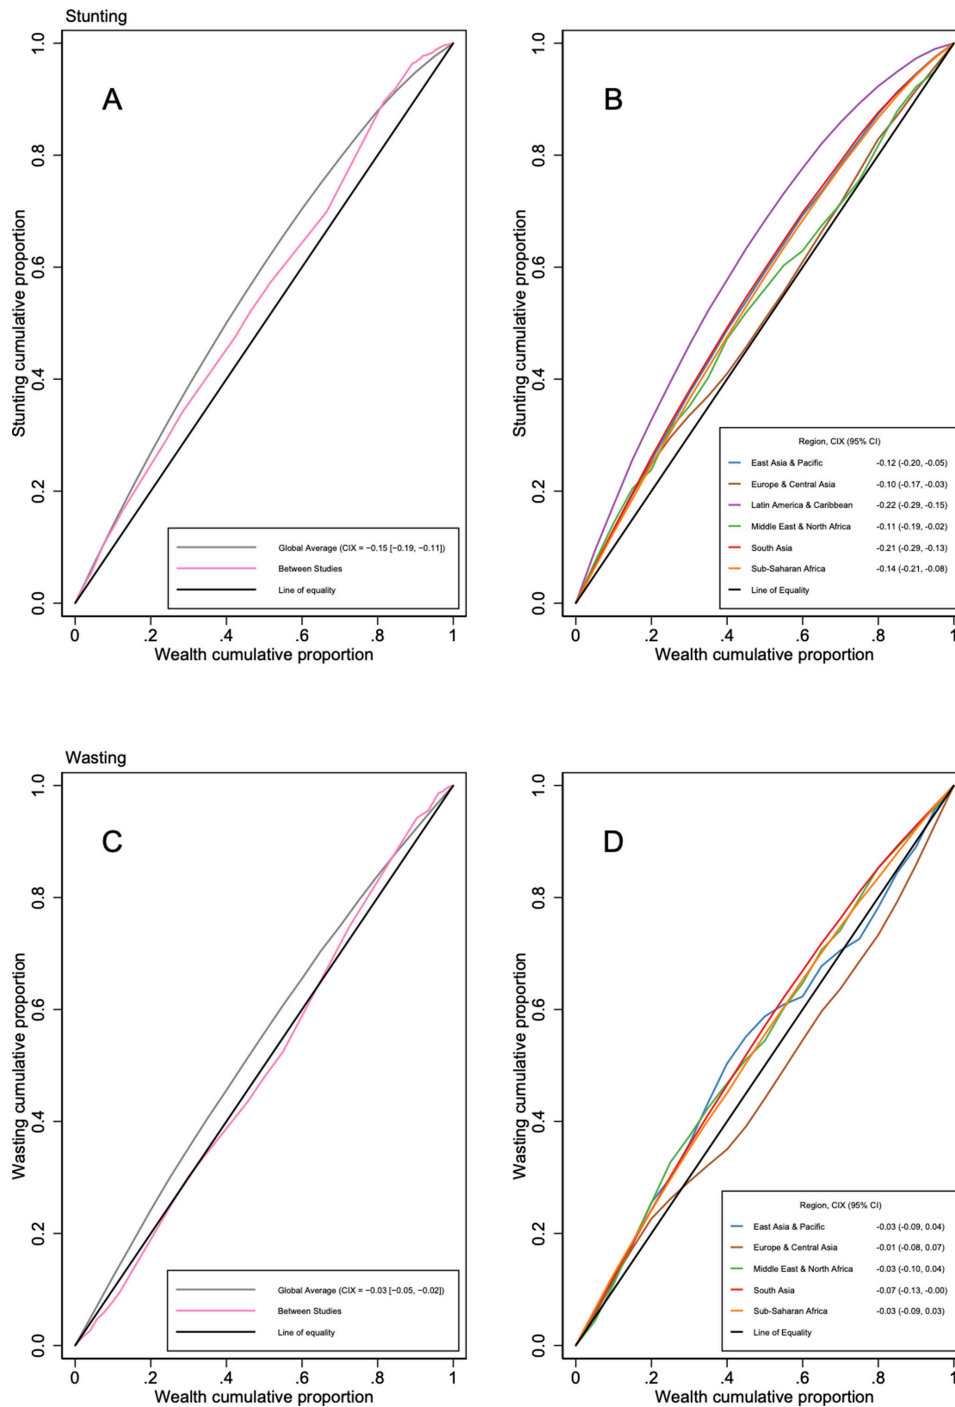 Stunting
A
Stunting cumulative proportion
1.0
0.8
0.6
0.4
0.2
0.0
Global Average (CIX = −0.15 [−0.19, −0.11])
Between Studies
Line of equality
0 .2 .4 .6 .8 1
Wealth cumulative proportion
B
Stunting cumulative proportion
1.0
0.8
0.6
0.4
0.2
0.0
Region, CIX (95% CI)
East Asia & Pacific -0.12 (-0.20, -0.05)
Europe & Central Asia -0.10 (-0.17, -0.03)
Latin America & Caribbean -0.22 (-0.29, -0.15)
Middle East & North Africa -0.11 (-0.19, -0.02)
South Asia -0.21 (-0.29, -0.13)
Sub-Saharan Africa -0.14 (-0.21, -0.08)
Line of Equality
0 .2 .4 .6 .8 1
Wealth cumulative proportion
Wasting
C
Wasting cumulative proportion
1.0
0.8
0.6
0.4
0.2
0.0
Global Average (CIX = −0.03 [−0.05, −0.02])
Between Studies
Line of equality
0 .2 .4 .6 .8 1
Wealth cumulative proportion
D
Wasting cumulative proportion
1.0
0.8
0.6
0.4
0.2
0.0
Region, CIX (95% CI)
East Asia & Pacific -0.03 (-0.09, 0.04)
Europe & Central Asia -0.01 (-0.08, 0.07)
Middle East & North Africa -0.03 (-0.10, 0.04)
South Asia -0.07 (-0.13, -0.00)
Sub-Saharan Africa -0.03 (-0.09, 0.03)
Line of Equality
0 .2 .4 .6 .8 1
Wealth cumulative proportion